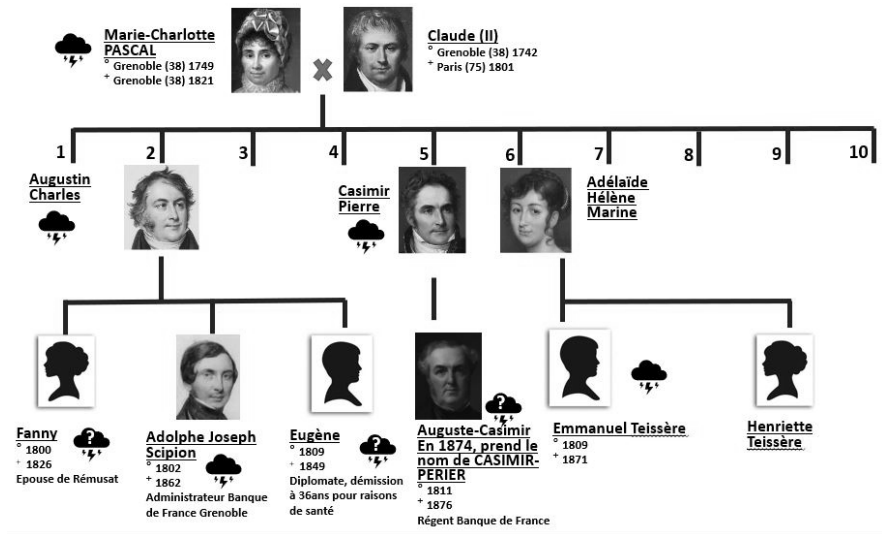 Marie-Charlotte
PASCAL
° Grenoble (38) 1749
+ Grenoble (38) 1821
Claude (II)
° Grenoble (38) 1742
+ Paris (75) 1801
1
2
3
4
5
6
7
8
9
10
Augustin
Charles
Casimir
Pierre
Adélaïde
Hélène
Marine
Fanny
° 1800
+ 1826
Epouse de Rémusat
?
Adolphe Joseph
Scipion
° 1802
+ 1862
Administrateur Banque
de France Grenoble
Eugène
° 1809
+ 1849
Diplomate, démission
à 36ans pour raisons
de santé
?
?
Auguste-Casimir
En 1874, prend le
nom de CASIMIR-
PERIER
° 1811
+ 1876
Régent Banque de France
Emmanuel Teissère
° 1809
+ 1871
Henriette
Teissère